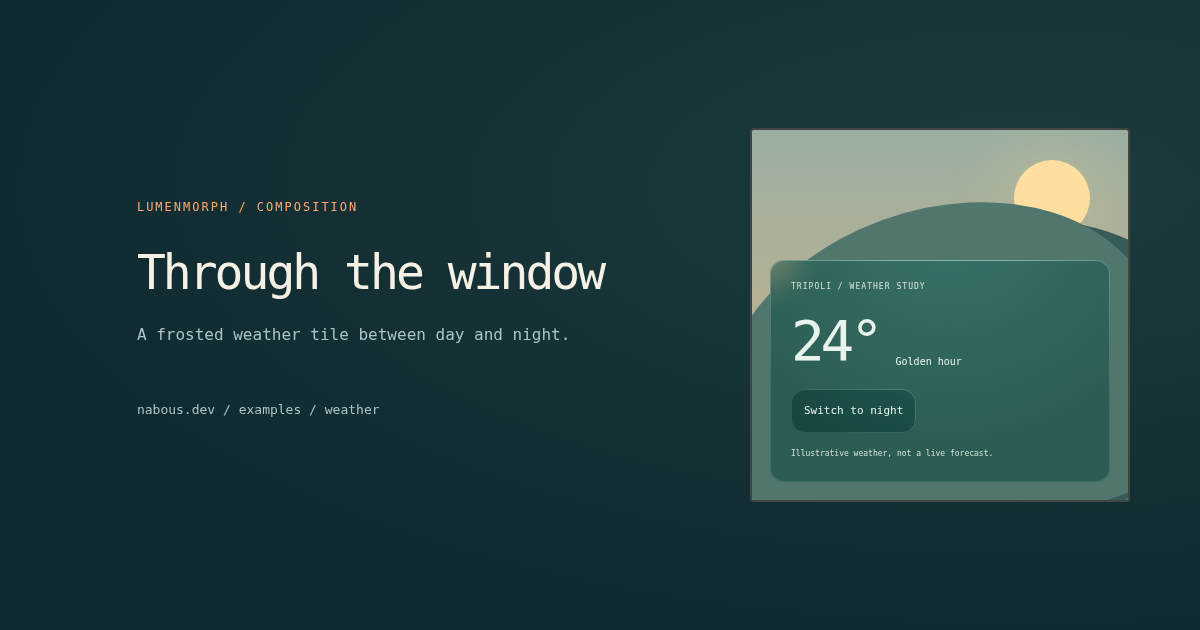 LUMENMORPH / COMPOSITION
Through the window
A frosted weather tile between day and night.
nabous.dev / examples / weather
TRIPOLI / WEATHER STUDY
24°
Golden hour
Switch to night
Illustrative weather, not a live forecast.